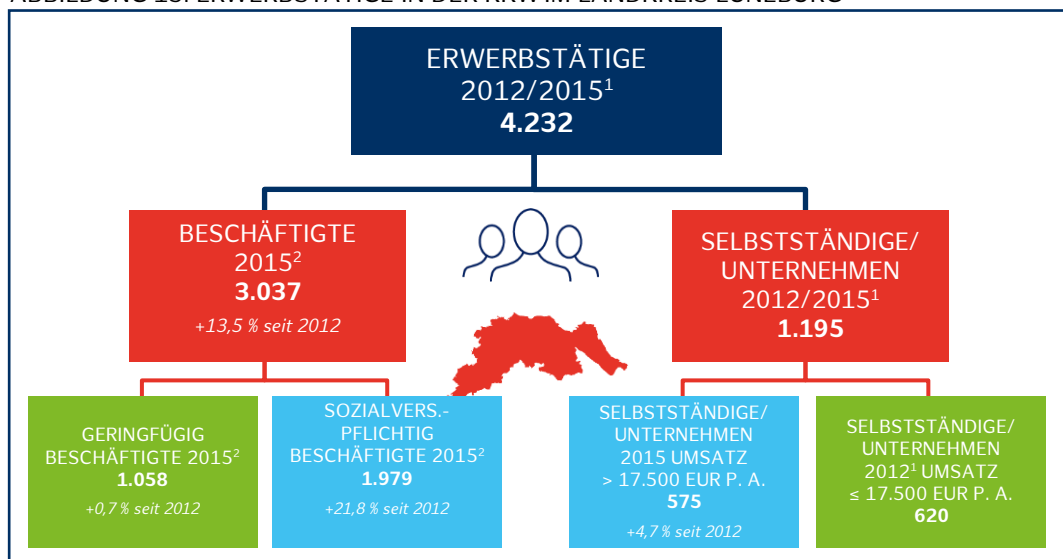 ERWERBSTÄTIGE
2012/2015¹
4.232
BESCHÄFTIGTE
2015²
3.037
+13,5 % seit 2012
SELBSTSTÄNDIGE/
UNTERNEHMEN
2012/2015¹
1.195
GERINGFÜGIG
BESCHÄFTIGTE 2015²
1.058
+0,7 % seit 2012
SOZIALVERS.-
PFLICHTIG
BESCHÄFTIGTE 2015²
1.979
+21,8 % seit 2012
SELBSTSTÄNDIGE/
UNTERNEHMEN
2015 UMSATZ
> 17.500 EUR P. A.
575
+4,7 % seit 2012
SELBSTSTÄNDIGE/
UNTERNEHMEN
2012¹ UMSATZ
≤ 17.500 EUR P. A.
620